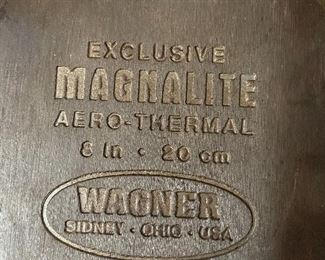 EXCLUSIVE
MAGNALITE
AERO-THERMAL
8 in • 20 cm
WAGNER
SIDNEY • OHIO • USA